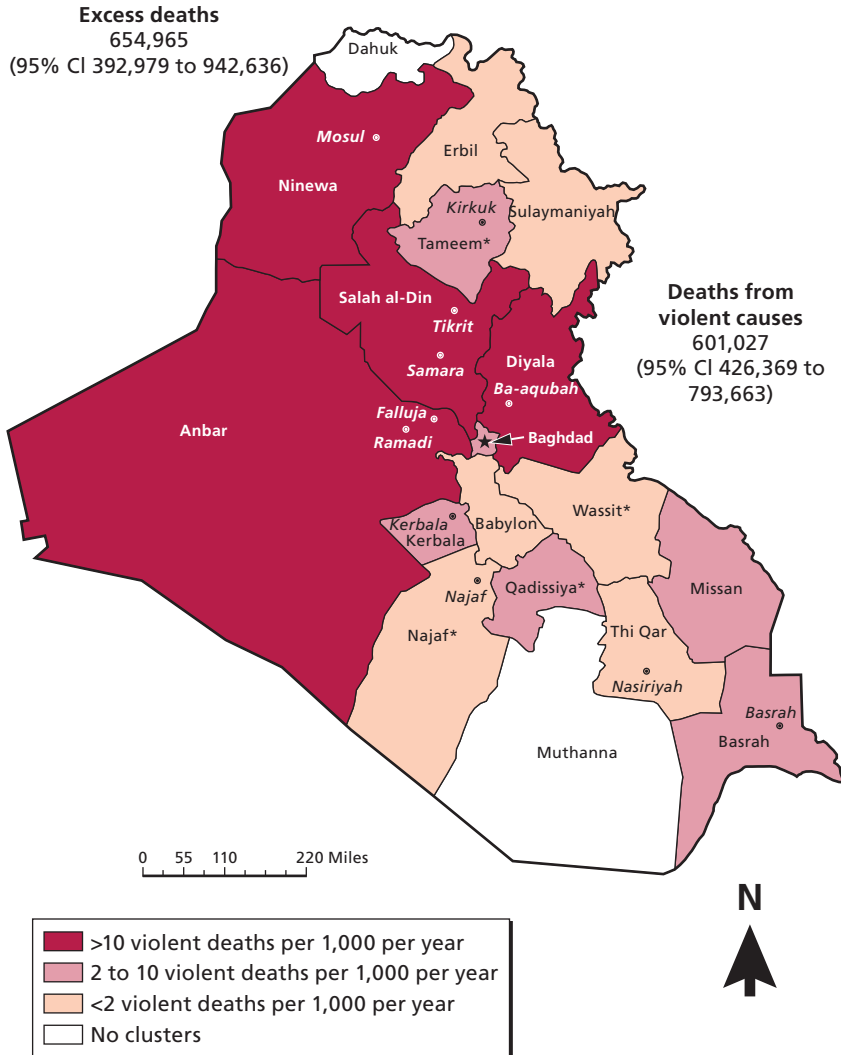 Excess deaths
654,965
(95% Cl 392,979 to 942,636)
Dahuk
Mosul
Erbil
Ninewa
Kirkuk
Sulaymaniyah
Tameem*
Salah al-Din
Tikrit
Deaths from
violent causes
601,027
(95% Cl 426,369 to
793,663)
Samara
Diyala
Ba-aqubah
Falluja
Ramadi
Anbar
Baghdad
Kerbala
Kerbala
Babylon
Wassit*
Najaf
Qadissiya*
Missan
Najaf*
Thi Qar
Nasiriyah
Basrah
Basrah
Muthanna
0 55 110 220 Miles
N
>10 violent deaths per 1,000 per year
2 to 10 violent deaths per 1,000 per year
<2 violent deaths per 1,000 per year
No clusters